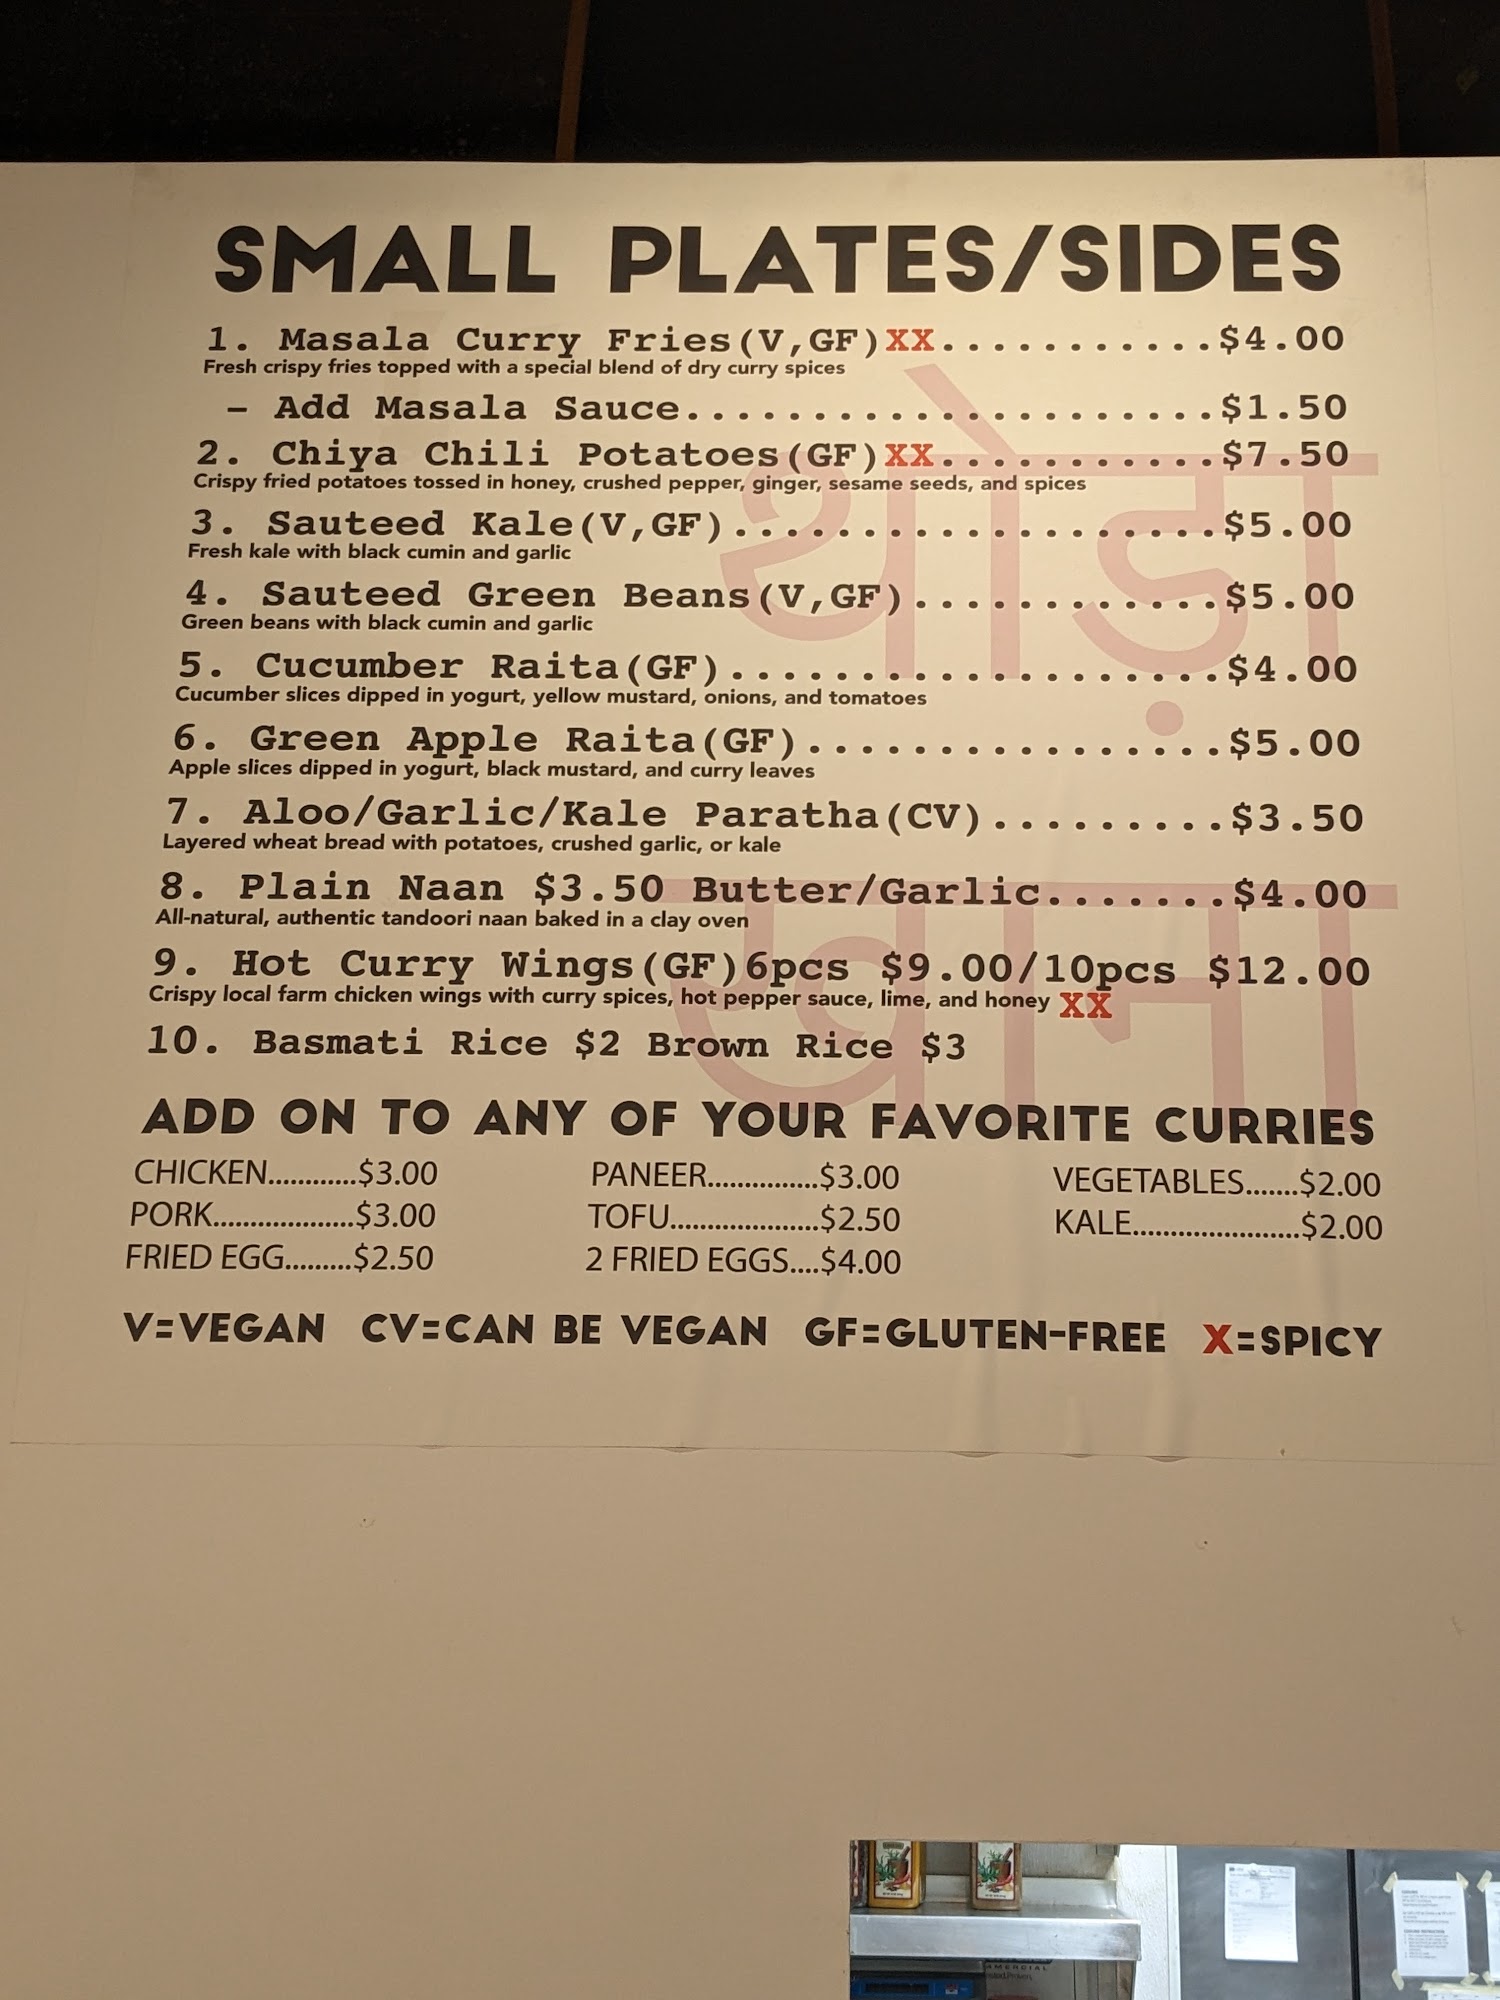 SMALL PLATES/SIDES
1. Masala Curry Fries(V,GF)XX...........$4.00
Fresh crispy fries topped with a special blend of dry curry spices
– Add Masala Sauce.....................$1.50
2. Chiya Chili Potatoes(GF)XX...........$7.50
Crispy fried potatoes tossed in honey, crushed pepper, ginger, sesame seeds, and spices
3. Sauteed Kale(V,GF)...................$5.00
Fresh kale with black cumin and garlic
4. Sauteed Green Beans(V,GF)............$5.00
Green beans with black cumin and garlic
थोड़ा
5. Cucumber Raita(GF)...................$4.00
Cucumber slices dipped in yogurt, yellow mustard, onions, and tomatoes
6. Green Apple Raita(GF)................$5.00
Apple slices dipped in yogurt, black mustard, and curry leaves
7. Aloo/Garlic/Kale Paratha(CV).........$3.50
Layered wheat bread with potatoes, crushed garlic, or kale
8. Plain Naan $3.50 Butter/Garlic.......$4.00
All-natural, authentic tandoori naan baked in a clay oven
9. Hot Curry Wings(GF)6pcs $9.00/10pcs $12.00
Crispy local farm chicken wings with curry spices, hot pepper sauce, lime, and honey XX
खाना
10. Basmati Rice $2 Brown Rice $3
ADD ON TO ANY OF YOUR FAVORITE CURRIES
CHICKEN............$3.00 PANEER...............$3.00 VEGETABLES.......$2.00
PORK...................$3.00 TOFU....................$2.50 KALE......................$2.00
FRIED EGG.........$2.50 2 FRIED EGGS....$4.00
V=VEGAN CV=CAN BE VEGAN GF=GLUTEN-FREE X=SPICY